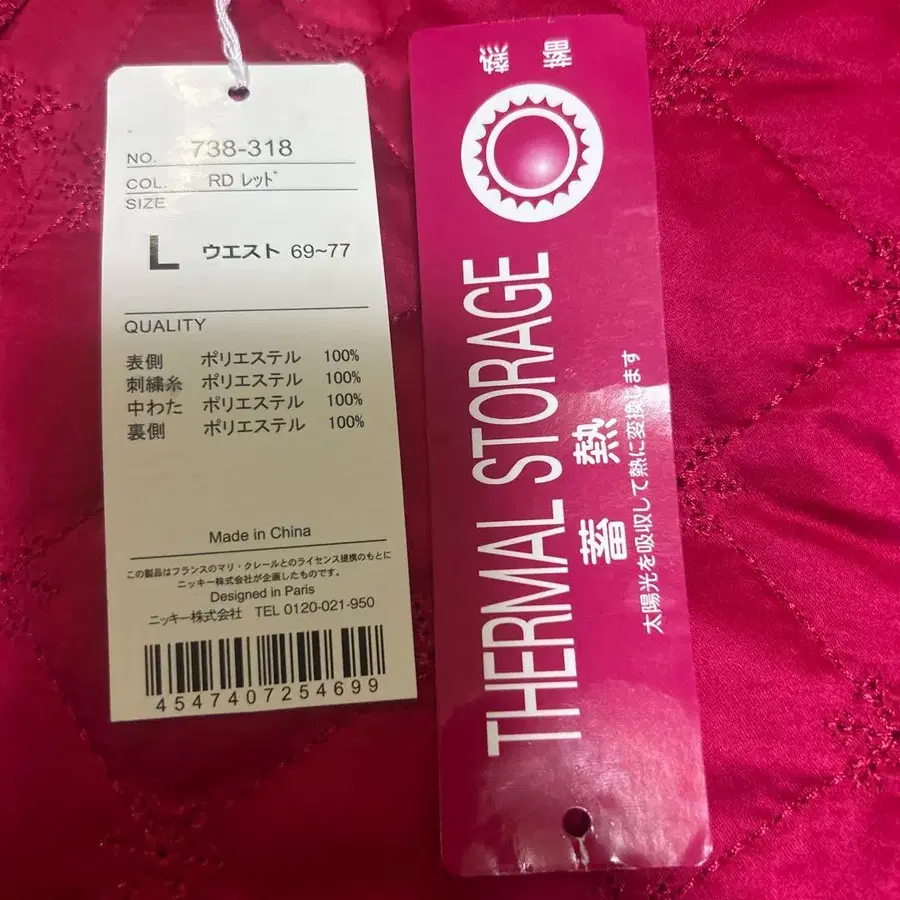 NO. 738-318
COL. RD レッド
SIZE
L ウエスト 69~77
QUALITY
表側 ポリエステル 100%
刺繍糸 ポリエステル 100%
中わた ポリエステル 100%
裏側 ポリエステル 100%
Made in China
この製品はフランスのマリ・クレールとのライセンス提携のもとに
ニッキー株式会社が企画したものです。
Designed in Paris
ニッキー株式会社 TEL 0120-021-950
4547407254699
蓄熱
THERMAL STORAGE
蓄熱
太陽光を吸収して熱に変換します